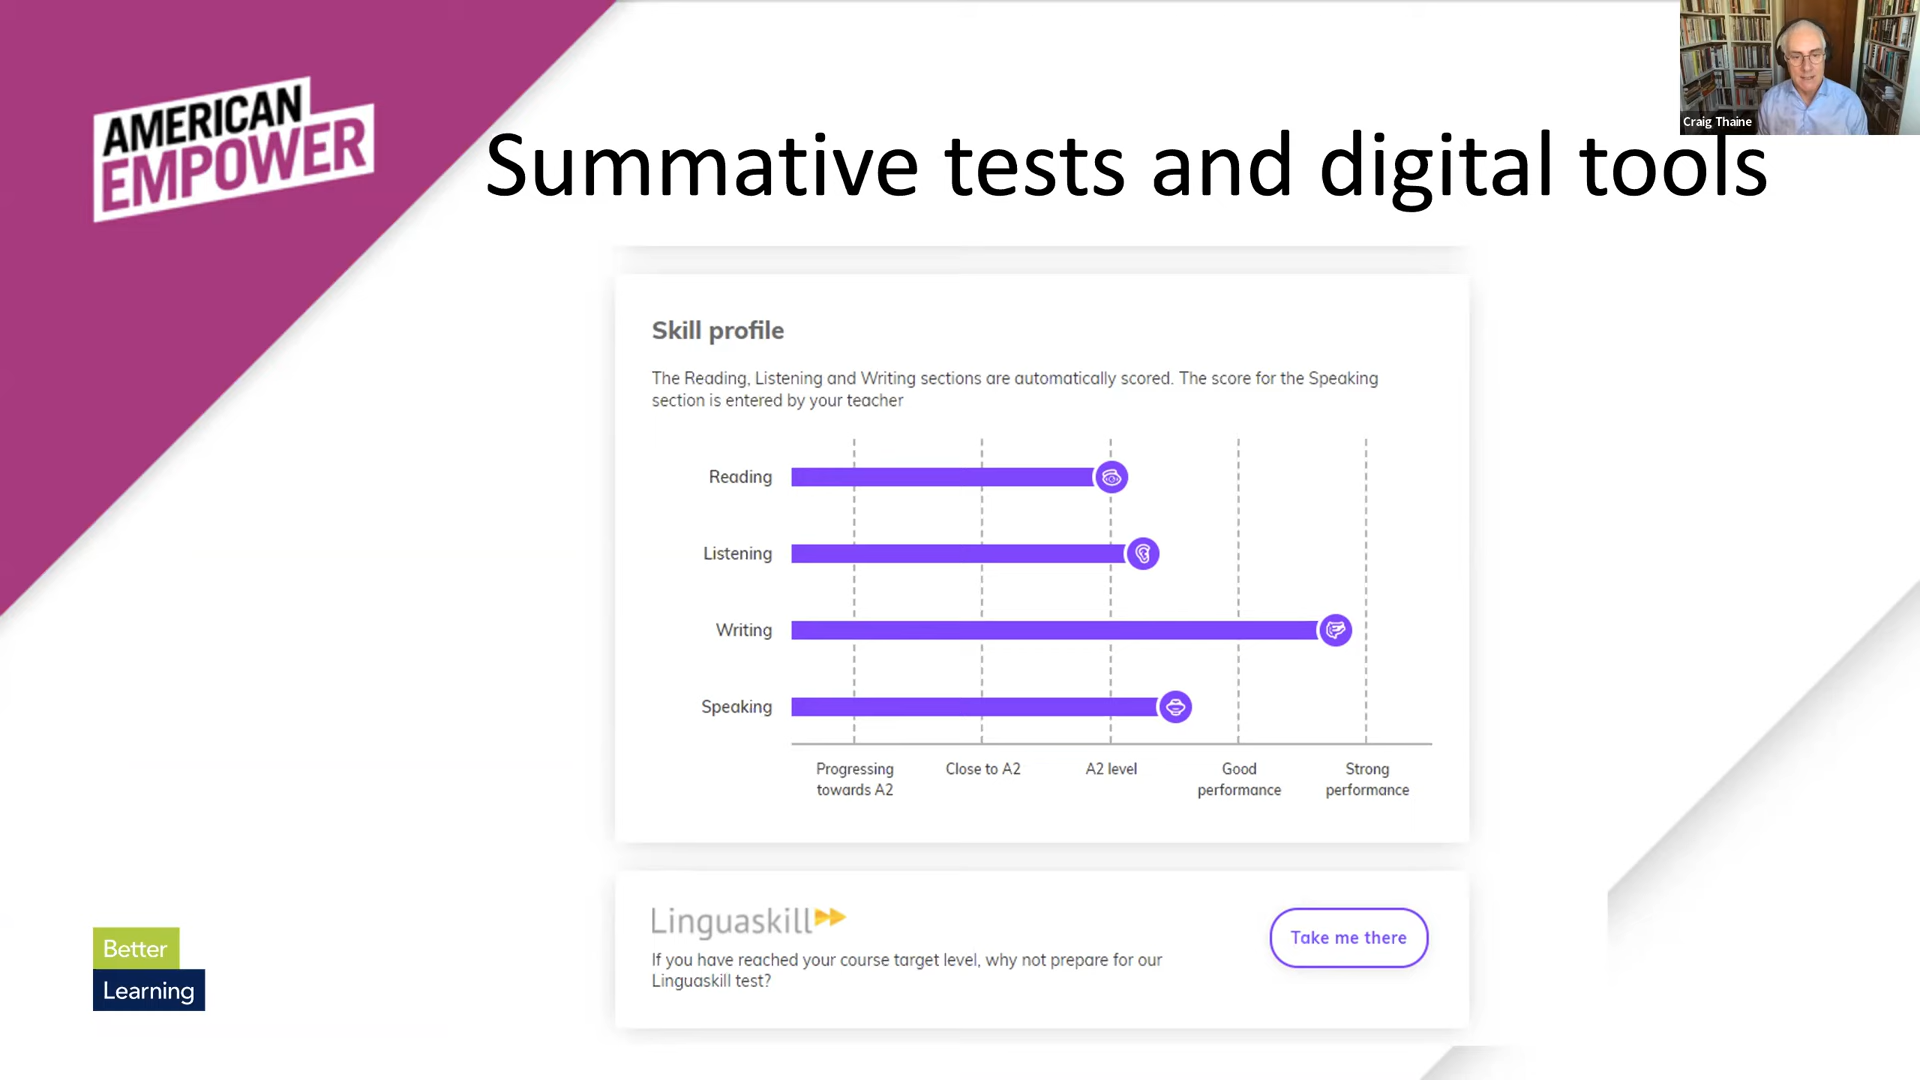 AMERICAN
EMPOWER
Craig Thaine
Summative tests and digital tools
Skill profile
The Reading, Listening and Writing sections are automatically scored. The score for the Speaking
section is entered by your teacher
Reading
Listening
Writing
Speaking
Progressing
towards A2
Close to A2
A2 level
Good
performance
Strong
performance
Linguaskill
If you have reached your course target level, why not prepare for our
Linguaskill test?
Take me there
Better
Learning